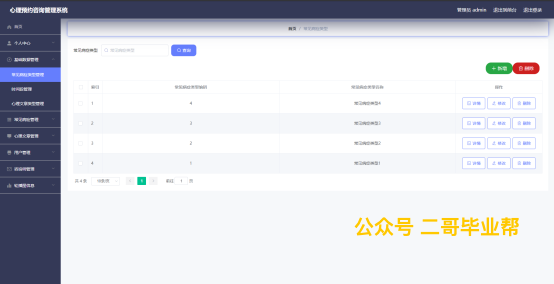 心理预约咨询管理系统
管理员 admin 退出到前台 退出登录
首页 / 常见病症类型
首页
个人中心
基础数据管理
常见病症类型管理
心理文章类型管理
常见病症管理
心理文章管理
用户管理
咨询师管理
轮播图信息
常见病症类型 常见病症类型 查询
+ 新增 删除
索引 常见病症类型编码 常见病症类型名称 操作
1 4 常见病症类型4 详情 修改 删除
2 3 常见病症类型3 详情 修改 删除
3 2 常见病症类型2 详情 修改 删除
4 1 常见病症类型1 详情 修改 删除
共 4 条 10条/页 1 前往 1 页
公众号 二哥毕业帮